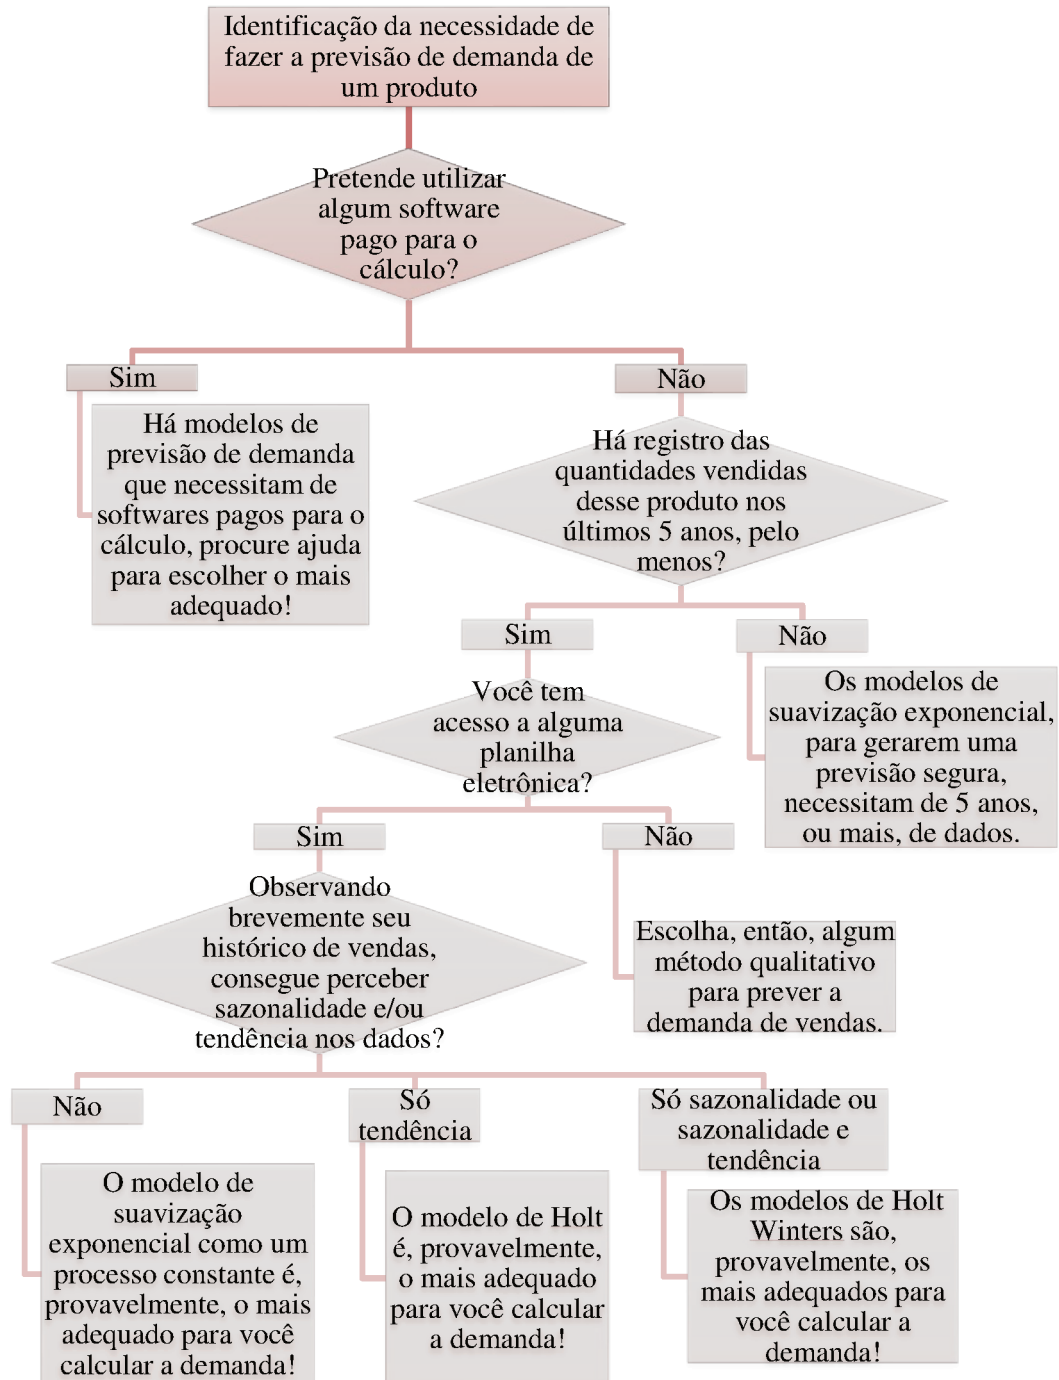 Identificação da necessidade de
fazer a previsão de demanda de
um produto
Pretende utilizar
algum software
pago para o
cálculo?
Sim
Não
Há modelos de
previsão de demanda
que necessitam de
softwares pagos para o
cálculo, procure ajuda
para escolher o mais
adequado!
Há registro das
quantidades vendidas
desse produto nos
últimos 5 anos, pelo
menos?
Sim
Não
Você tem
acesso a alguma
planilha
eletrônica?
Os modelos de
suavização exponencial,
para gerarem uma
previsão segura,
necessitam de 5 anos,
ou mais, de dados.
Sim
Não
Observando
brevemente seu
histórico de vendas,
consegue perceber
sazonalidade e/ou
tendência nos dados?
Escolha, então, algum
método qualitativo
para prever a
demanda de vendas.
Não
Só
tendência
Só sazonalidade ou
sazonalidade e
tendência
O modelo de
suavização
exponencial como um
processo constante é,
provavelmente, o mais
adequado para você
calcular a demanda!
O modelo de Holt
é, provavelmente,
o mais adequado
para você calcular
a demanda!
Os modelos de Holt
Winters são,
provavelmente, os
mais adequados para
você calcular a
demanda!